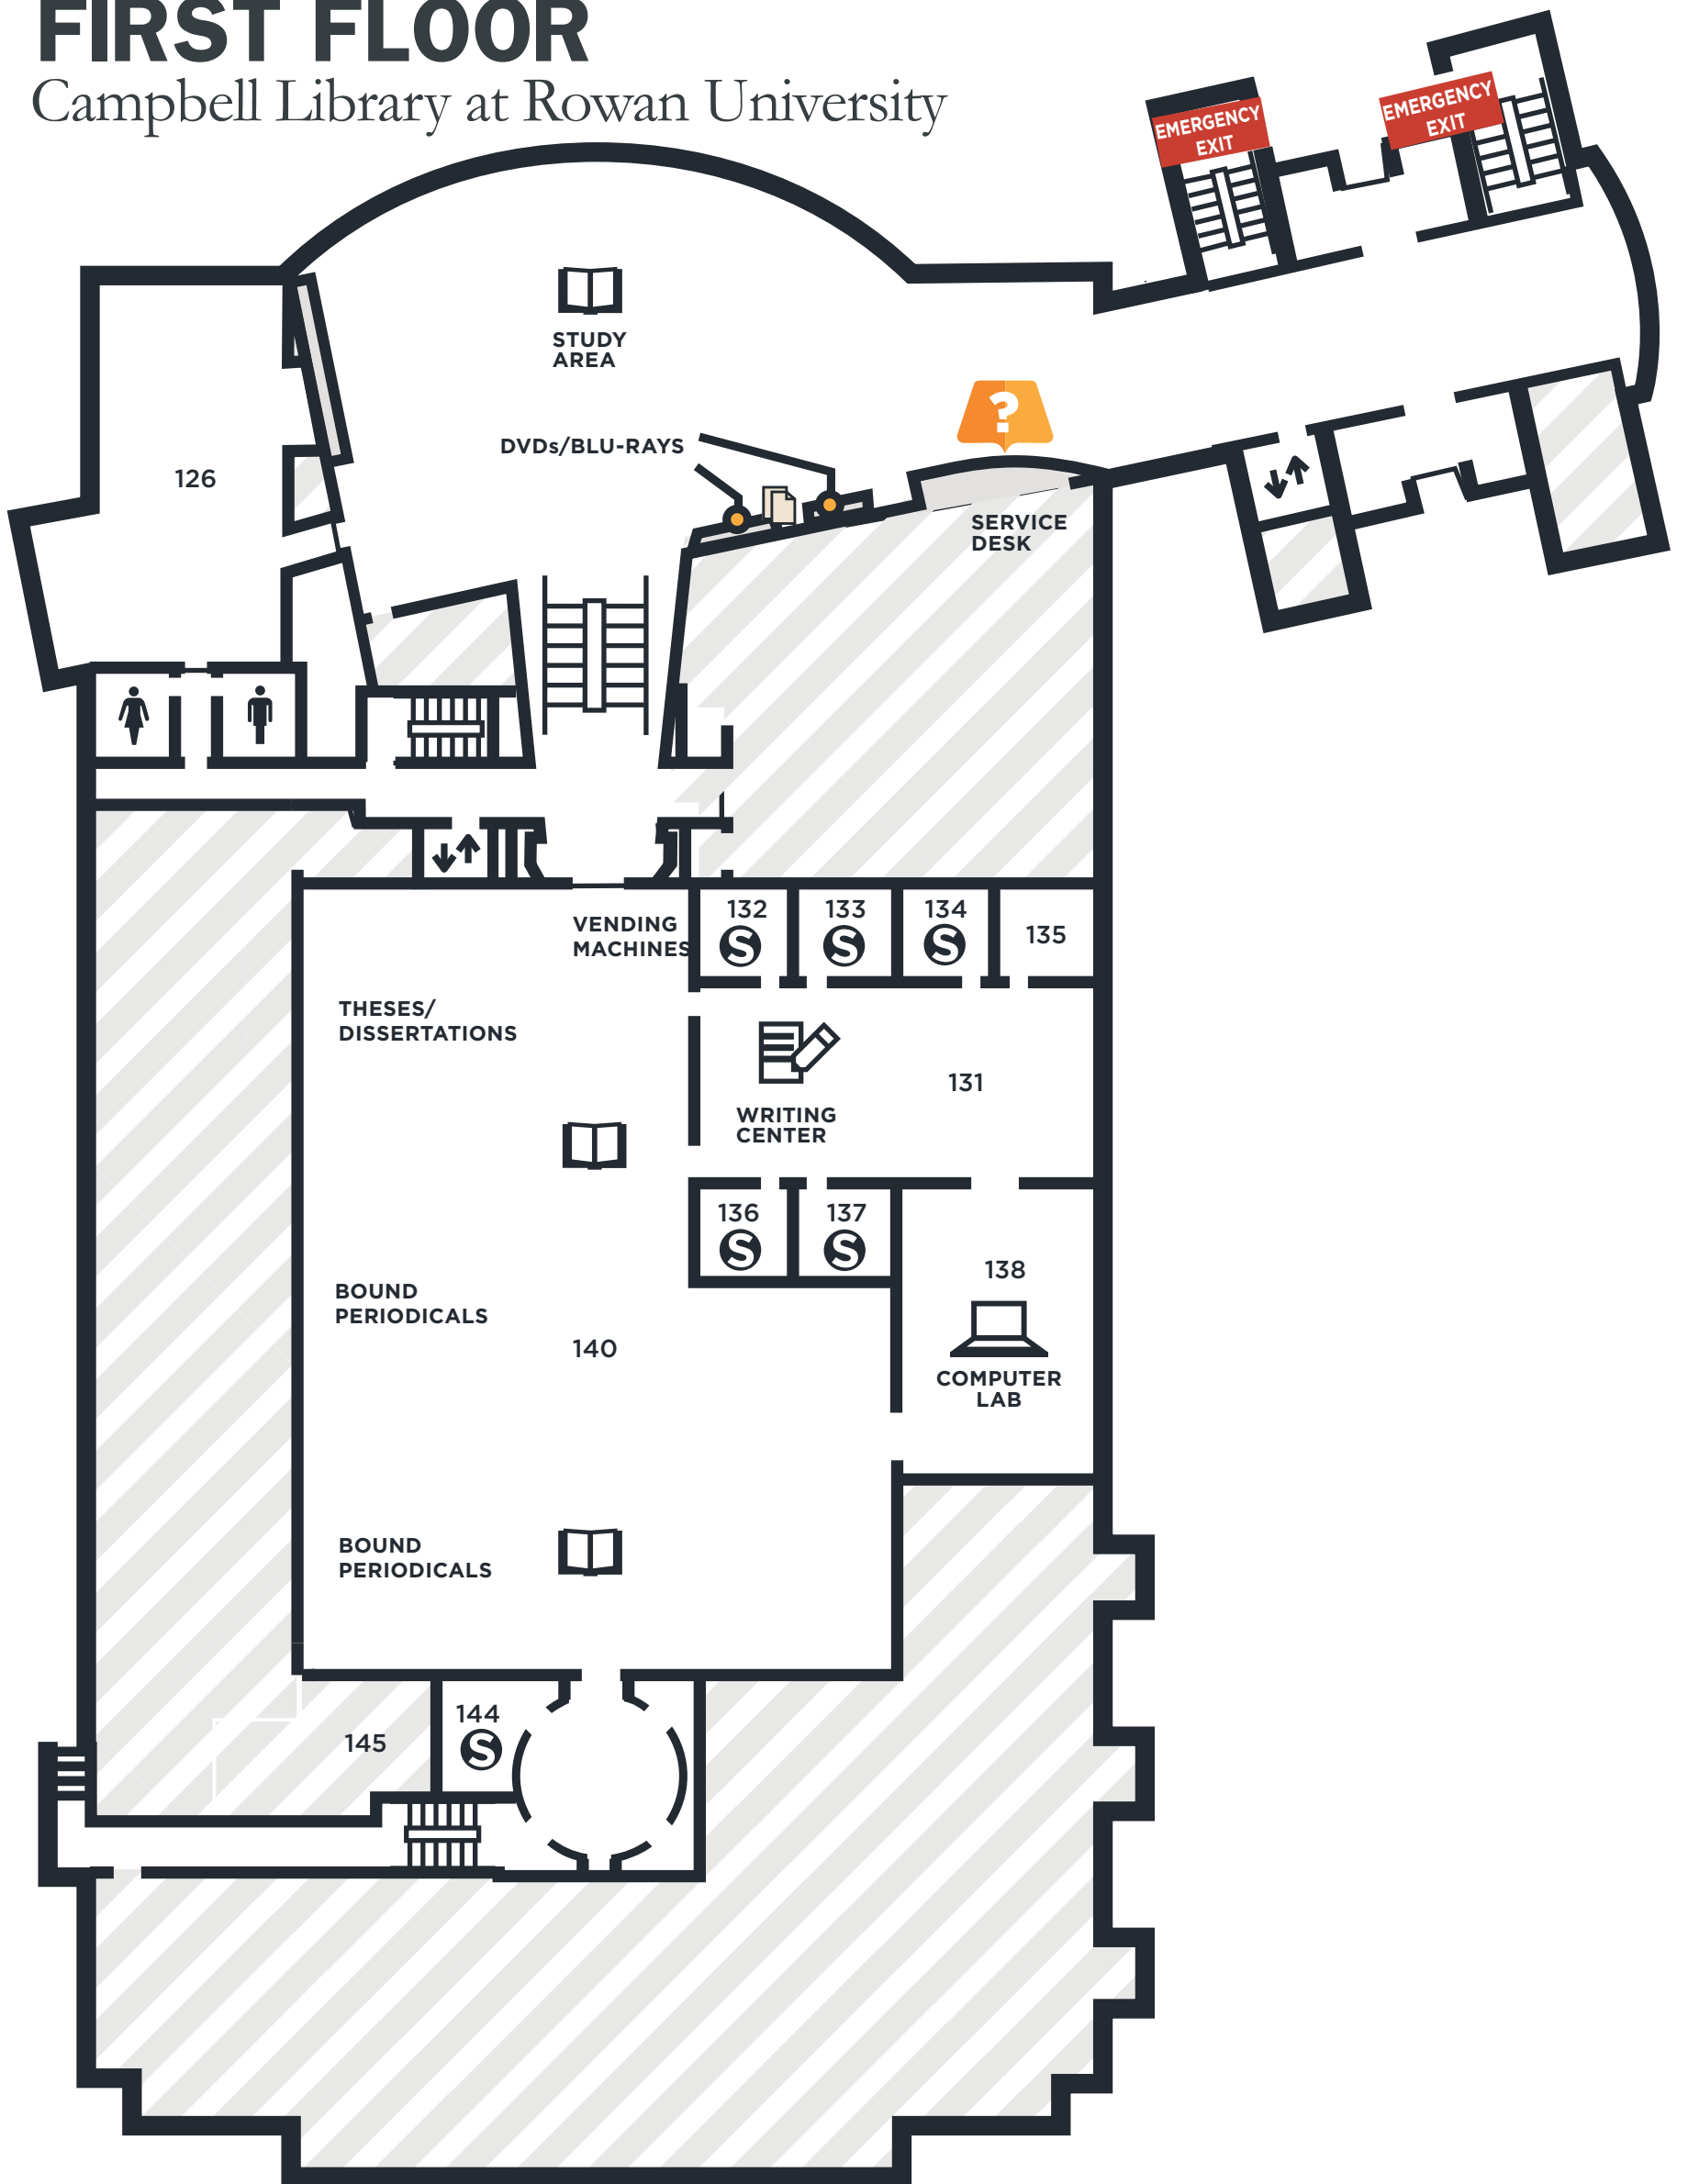 FIRST FLOOR
Campbell Library at Rowan University
EMERGENCY
EXIT
EMERGENCY
EXIT
STUDY
AREA
?
DVDs/BLU-RAYS
126
SERVICE
DESK
VENDING
MACHINES
132
S
133
S
134
S
135
THESES/
DISSERTATIONS
WRITING
CENTER
131
136
S
137
S
138
BOUND
PERIODICALS
140
COMPUTER
LAB
BOUND
PERIODICALS
144
S
145